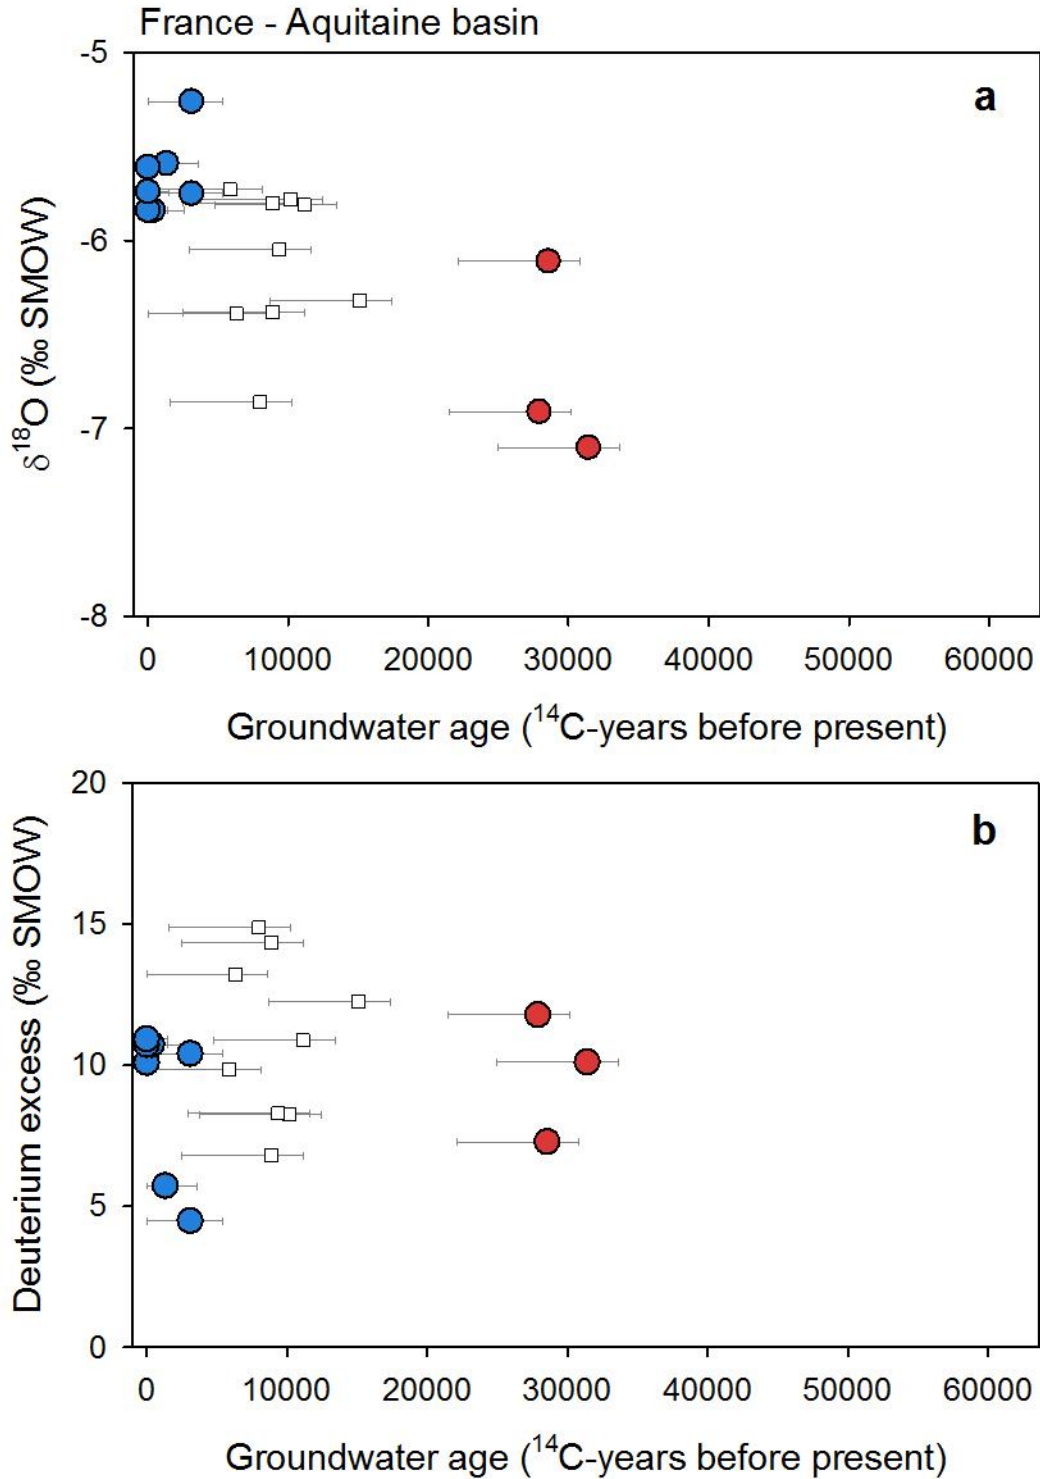 France - Aquitaine basin
a
-5
-6
-7
-8
δ¹⁸O (‰ SMOW)
0 10000 20000 30000 40000 50000 60000
Groundwater age (¹⁴C-years before present)
b
20
15
10
5
0
Deuterium excess (‰ SMOW)
0 10000 20000 30000 40000 50000 60000
Groundwater age (¹⁴C-years before present)